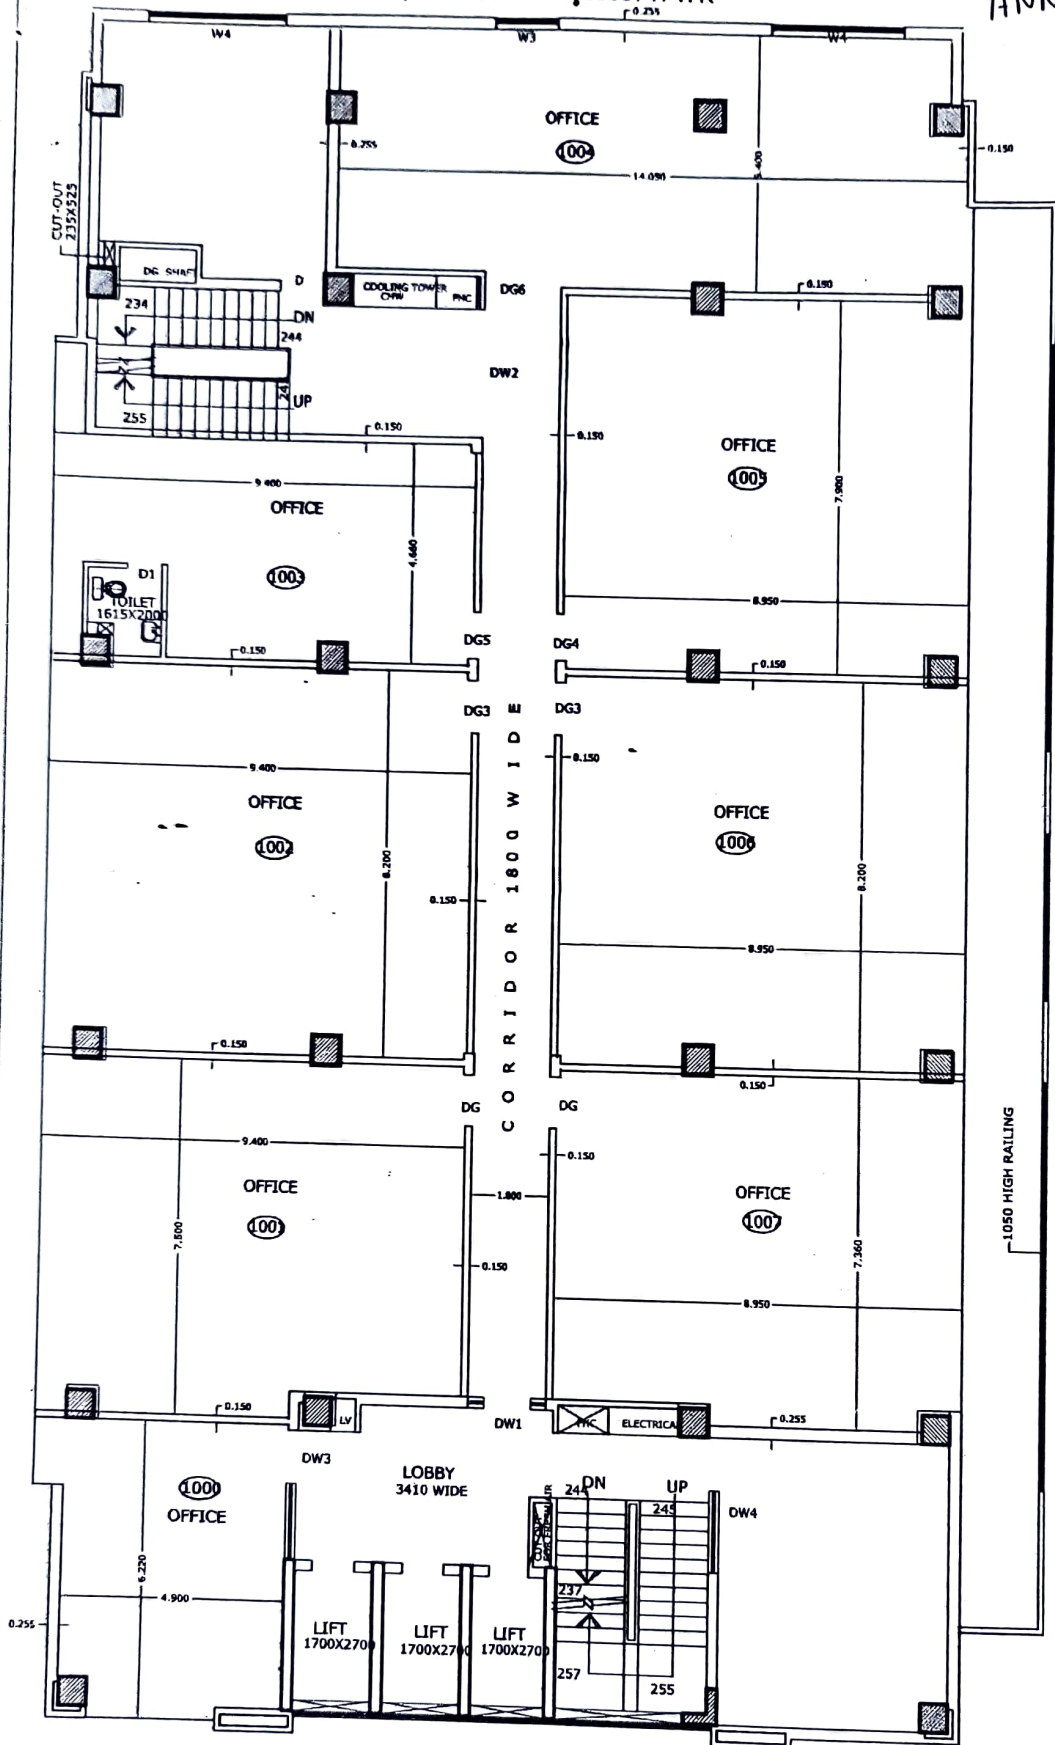 0.255
W4
W3
W4
OFFICE
1004
0.255
14.050
5.400
0.150
CUT-OUT
235X525
DG SHAFT
D
COOLING TOWER
CHW
PHC
DG6
0.150
234
DN
244
DW2
UP
255
0.150
0.150
OFFICE
1005
7.900
9.400
OFFICE
4.660
1003
D1
TOILET
1615X2000
8.950
DG5
DG4
0.150
0.150
DG3
DG3
0.150
9.400
OFFICE
1002
8.200
0.150
CORRIDOR 1800 WIDE
OFFICE
1006
8.200
8.950
0.150
0.150
DG
DG
0.150
9.400
OFFICE
1001
7.500
1.800
0.150
OFFICE
1007
7.360
8.950
1050 HIGH RAILING
0.150
LV
DW1
ELECTRICAL
0.255
DW3
LOBBY
3410 WIDE
1000
OFFICE
244
DN
UP
245
DW4
6.220
4.900
0.255
237
LIFT
1700X2700
LIFT
1700X2700
LIFT
1700X2700
257
255